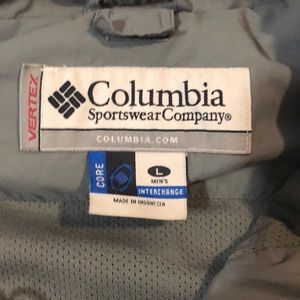 VERTEX
Columbia
Sportswear Company®
COLUMBIA.COM
CORE
L
MEN'S
INTERCHANGE
MADE IN INDONESIA